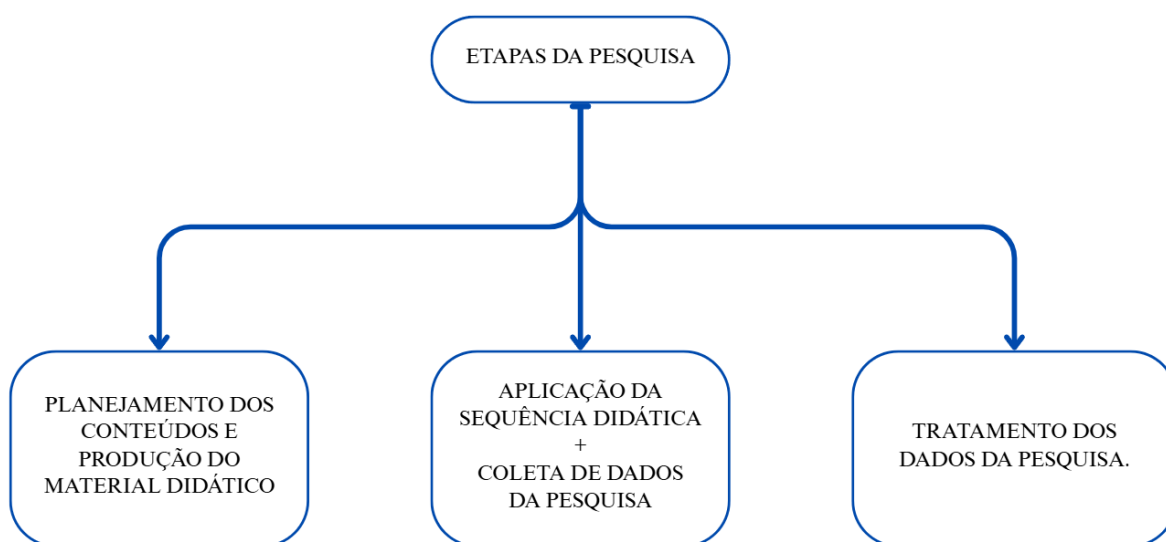 ETAPAS DA PESQUISA
PLANEJAMENTO DOS
CONTEÚDOS E
PRODUÇÃO DO
MATERIAL DIDÁTICO
APLICAÇÃO DA
SEQUÊNCIA DIDÁTICA
+
COLETA DE DADOS
DA PESQUISA
TRATAMENTO DOS
DADOS DA PESQUISA.